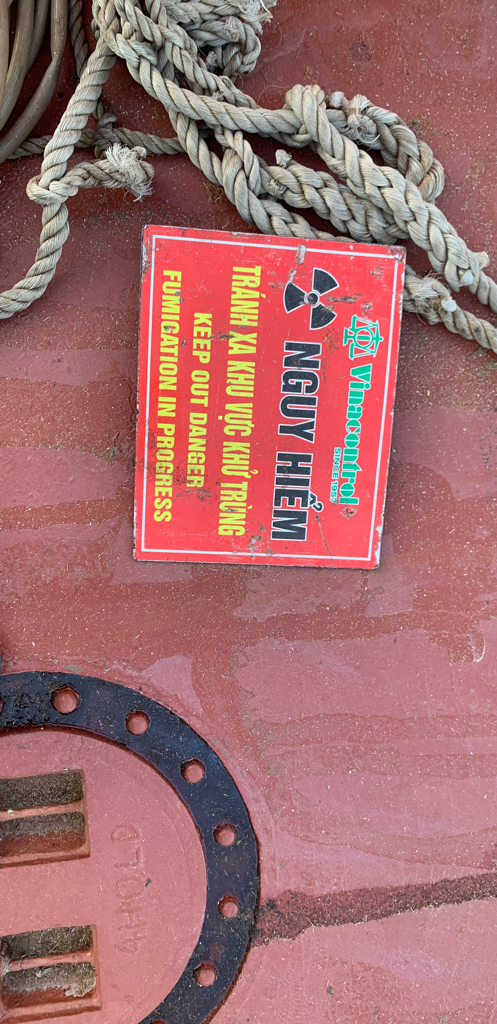 Vinacontrol
SINCE 1957
NGUY HIỂM
TRÁNH XA KHU VỰC KHỬ TRÙNG
KEEP OUT DANGER
FUMIGATION IN PROGRESS